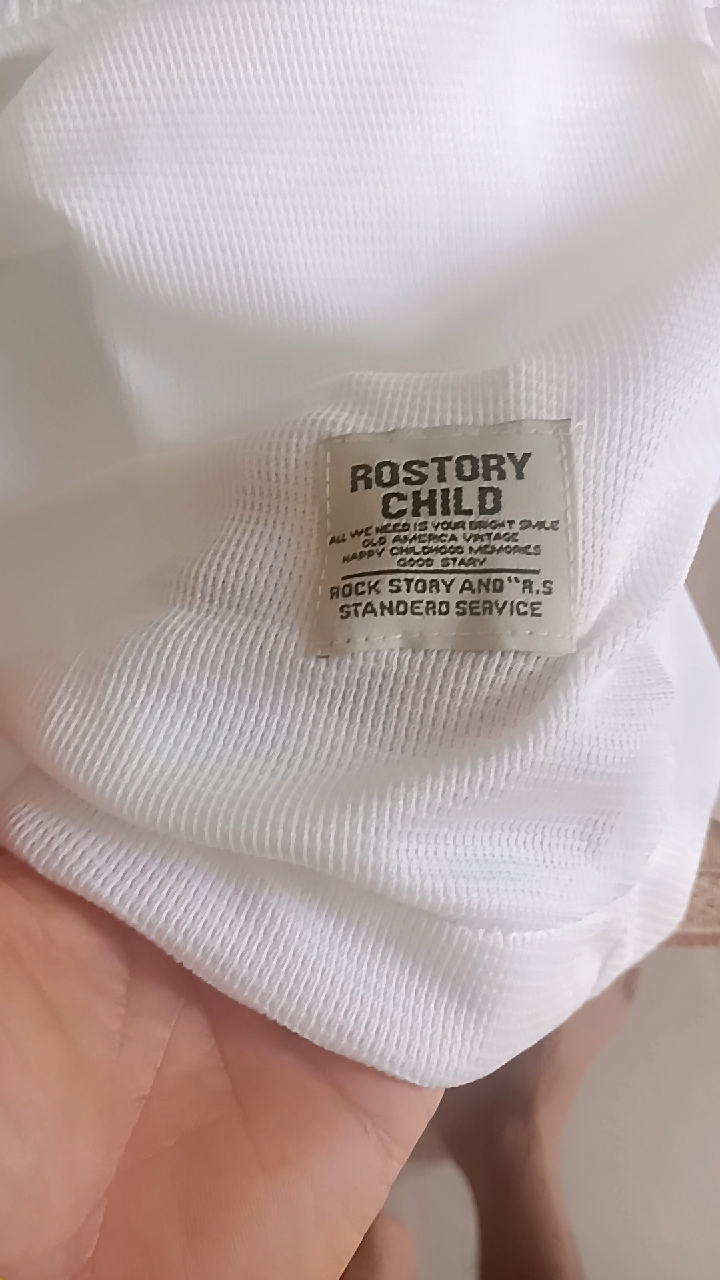 ROSTORY
CHILD
ALL WE NEED IS YOUR BRIGHT SMILE
OLD AMERICA VINTAGE
HAPPY CHILDHOOD MEMORIES
GOOD STARY
ROCK STORY AND "R.S
STANDERD SERVICE